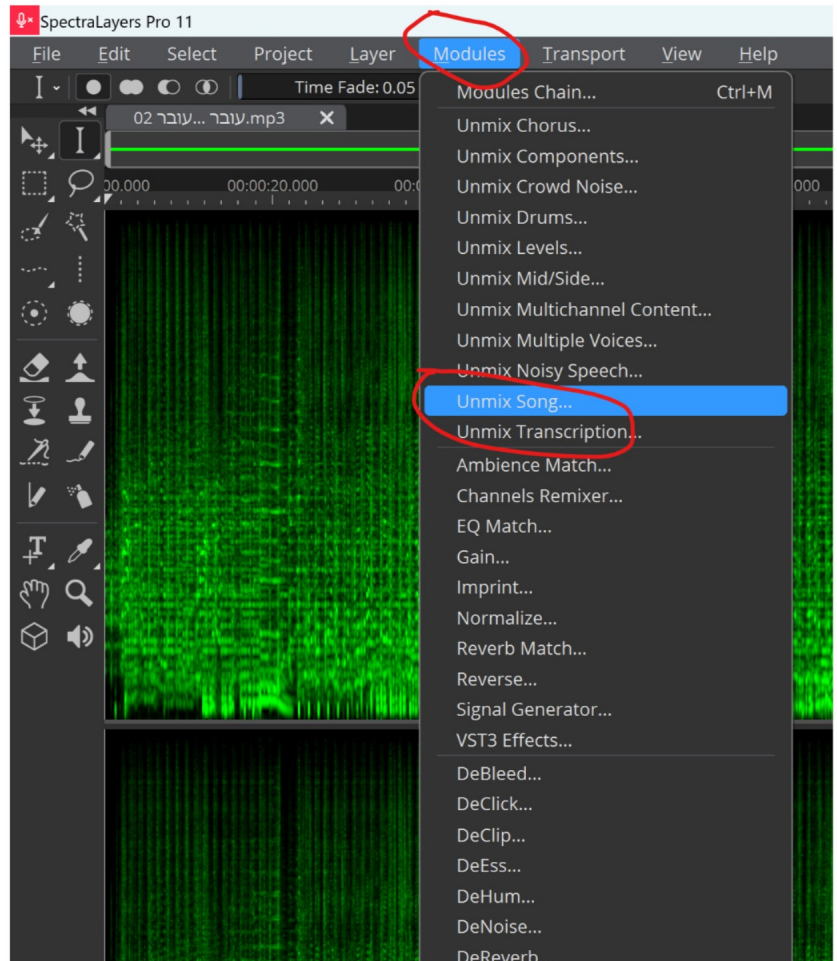 SpectraLayers Pro 11
File Edit Select Project Layer Modules Transport View Help
Time Fade: 0.05
02 עובר ...עובר.mp3 X
00.000 00:00:20.000 00:0 000
Modules Chain... Ctrl+M
Unmix Chorus...
Unmix Components...
Unmix Crowd Noise...
Unmix Drums...
Unmix Levels...
Unmix Mid/Side...
Unmix Multichannel Content...
Unmix Multiple Voices...
Unmix Noisy Speech...
Unmix Song...
Unmix Transcription...
Ambience Match...
Channels Remixer...
EQ Match...
Gain...
Imprint...
Normalize...
Reverb Match...
Reverse...
Signal Generator...
VST3 Effects...
DeBleed...
DeClick...
DeClip...
DeEss...
DeHum...
DeNoise...
DeReverb